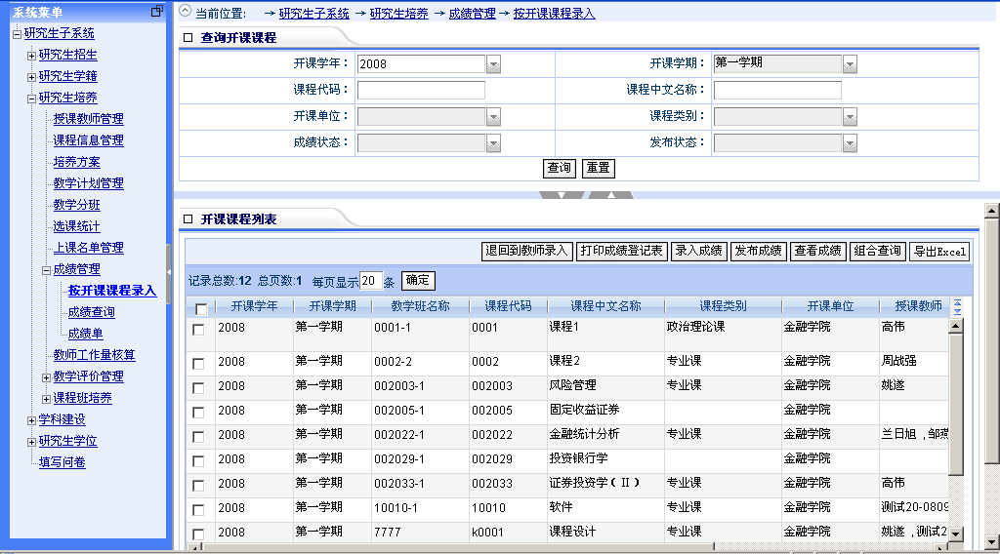 系统菜单
研究生子系统
研究生招生
研究生学籍
研究生培养
授课教师管理
课程信息管理
培养方案
教学计划管理
教学分班
选课统计
上课名单管理
成绩管理
按开课课程录入
成绩查询
成绩单
教师工作量核算
教学评价管理
课程班培养
学科建设
研究生学位
填写问卷
当前位置: →研究生子系统 →研究生培养 →成绩管理→按开课课程录入
查询开课课程
开课学年: 2008 开课学期: 第一学期
课程代码: 课程中文名称:
开课单位: 课程类别:
成绩状态: 发布状态:
查询 重置
开课课程列表
退回到教师录入 打印成绩登记表 录入成绩 发布成绩 查看成绩 组合查询 导出Excel
记录总数:12 总页数:1 每页显示20条 确定
开课学年 开课学期 教学班名称 课程代码 课程中文名称 课程类别 开课单位 授课教师
2008 第一学期 0001-1 0001 课程1 政治理论课 金融学院 高伟
2008 第一学期 0002-2 0002 课程2 专业课 金融学院 周战强
2008 第一学期 002003-1 002003 风险管理 专业课 金融学院 姚遂
2008 第一学期 002005-1 002005 固定收益证券 金融学院
2008 第一学期 002022-1 002022 金融统计分析 专业课 金融学院 兰日旭 ,邹燕
2008 第一学期 002029-1 002029 投资银行学 金融学院
2008 第一学期 002033-1 002033 证券投资学(Ⅱ) 专业课 金融学院 高伟
2008 第一学期 10010-1 10010 软件 专业课 金融学院 测试20-0809
2008 第一学期 7777 k0001 课程设计 专业课 金融学院 姚遂 ,测试2